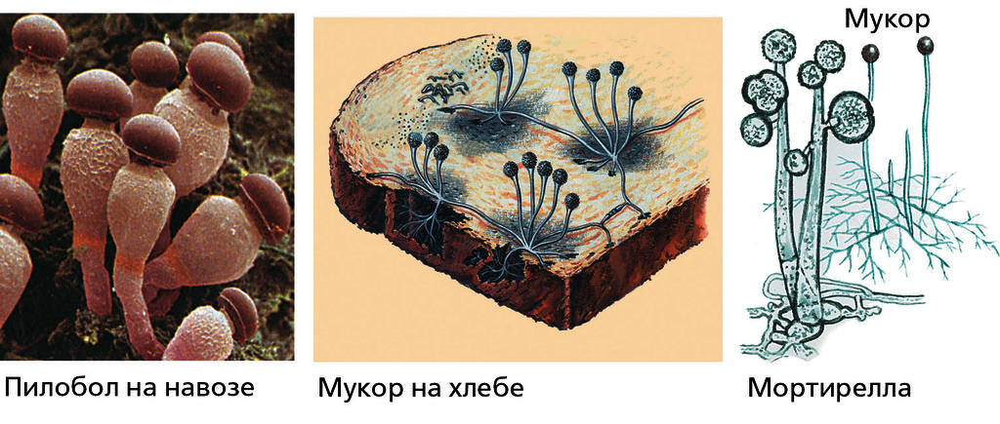 Мукор
Пилобол на навозе
Мукор на хлебе
Мортирелла